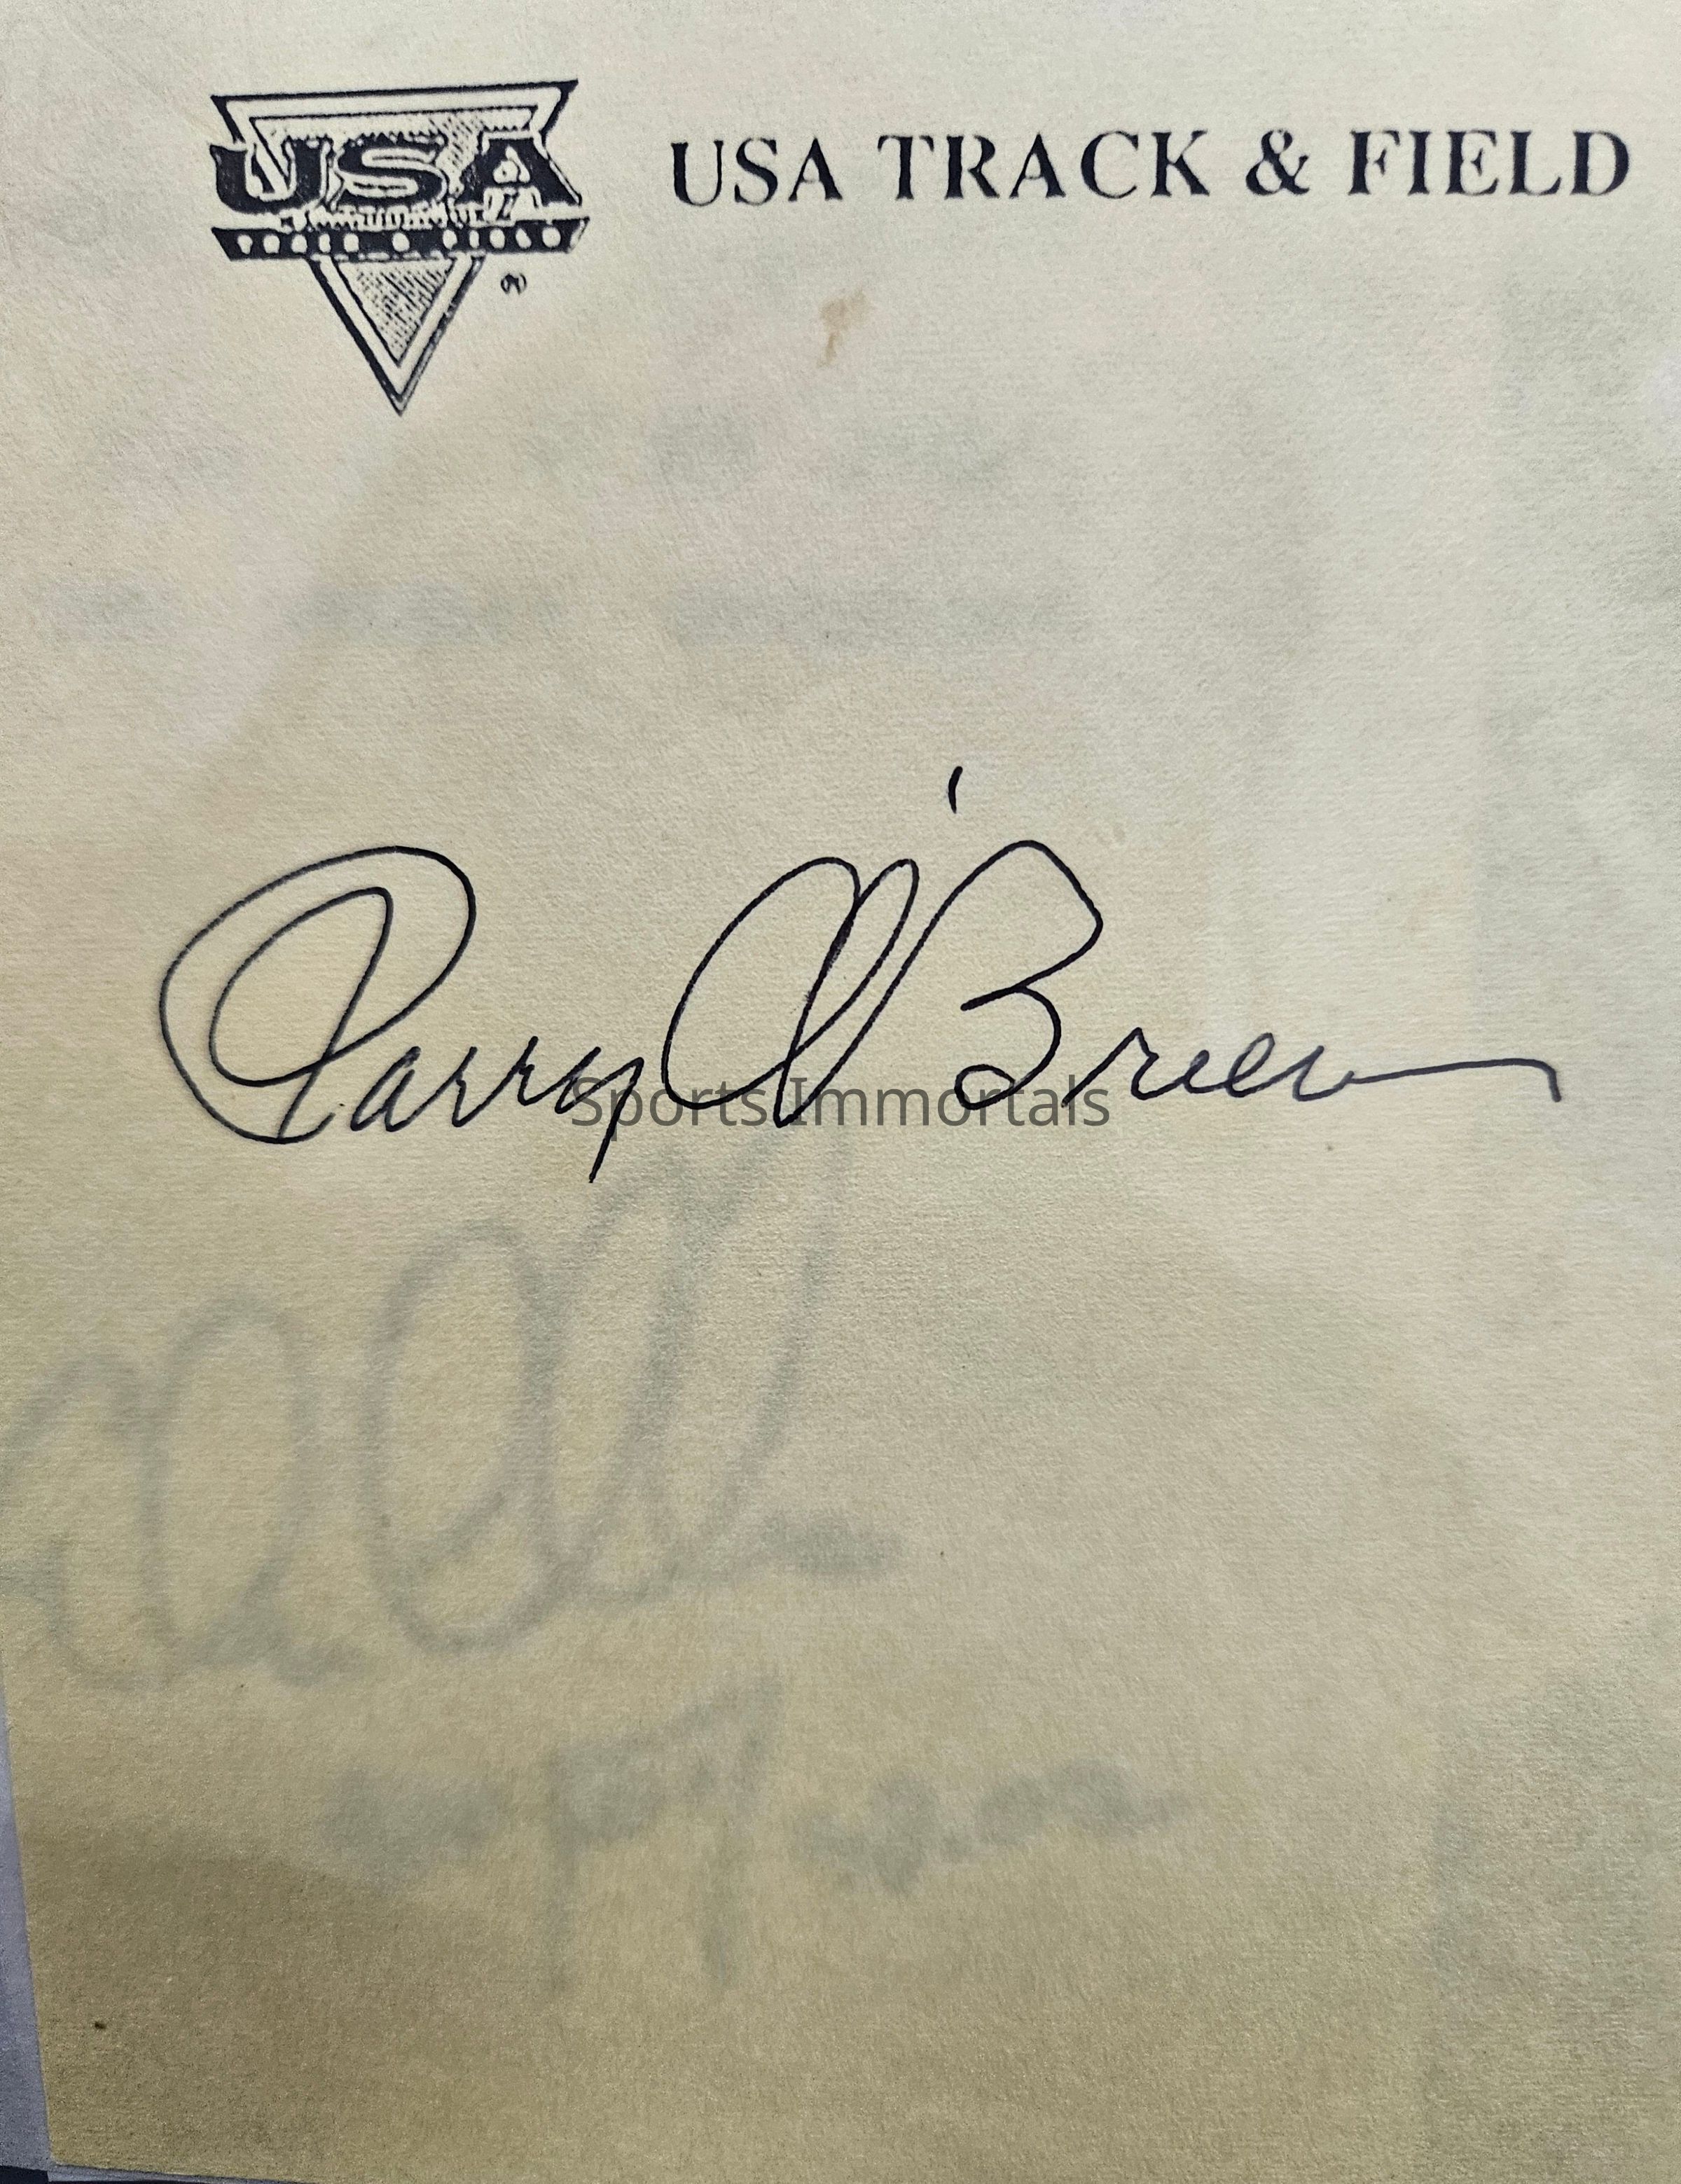 USA
USA TRACK & FIELD
®
Parry O'Brien
Sports Immortals